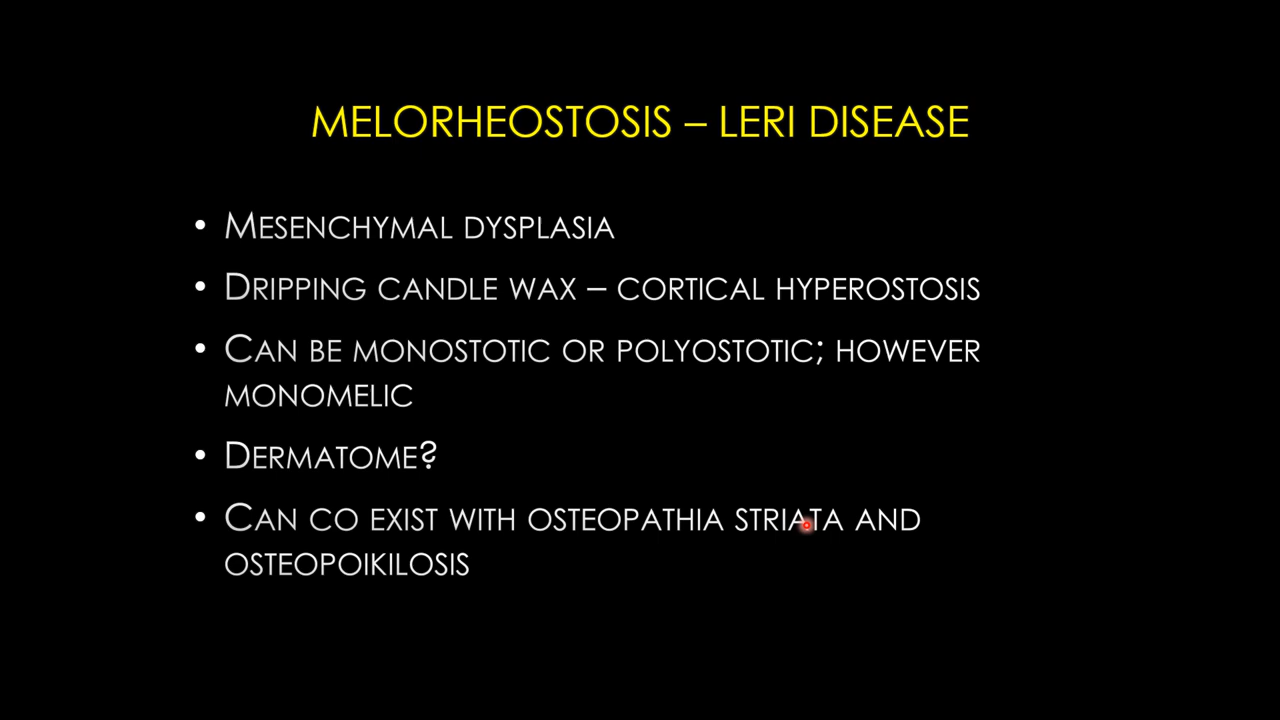 MELORHEOSTOSIS – LERI DISEASE
• MESENCHYMAL DYSPLASIA
• DRIPPING CANDLE WAX – CORTICAL HYPEROSTOSIS
• CAN BE MONOSTOTIC OR POLYOSTOTIC; HOWEVER
MONOMELIC
• DERMATOME?
• CAN CO EXIST WITH OSTEOPATHIA STRIATA AND
OSTEOPOIKILOSIS